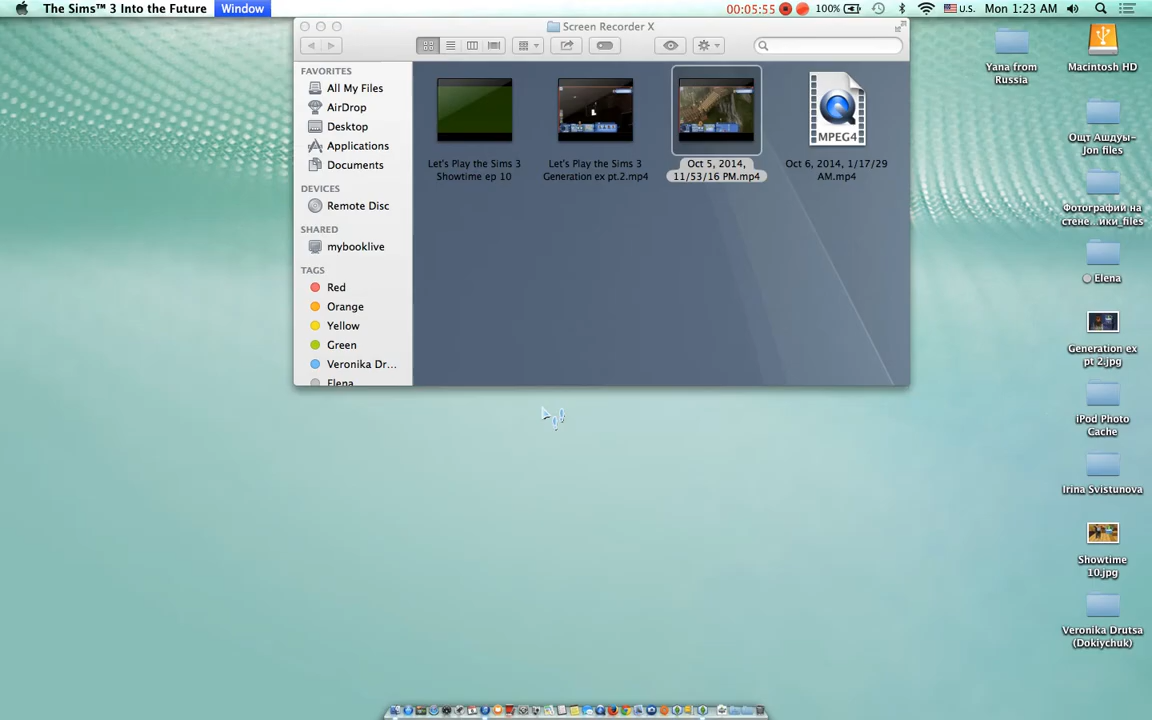 The Sims™ 3 Into the Future Window 00:05:55 100% U.S. Mon 1:23 AM
Screen Recorder X
FAVORITES
All My Files
AirDrop
Desktop
Applications
Documents
DEVICES
Remote Disc
SHARED
mybooklive
TAGS
Red
Orange
Yellow
Green
Veronika Dr...
Elena
Let's Play the Sims 3
Showtime ep 10
Let's Play the Sims 3
Generation ex pt.2.mp4
Oct 5, 2014,
11/53/16 PM.mp4
MPEG4
Oct 6, 2014, 1/17/29
AM.mp4
Yana from
Russia
Macintosh HD
Ощт Ашдуы-
Jon files
Фотографии на
стене...ики_files
Elena
Generation ex
pt 2.jpg
iPod Photo
Cache
Irina Svistunova
Showtime
10.jpg
Veronika Drutsa
(Dokiychuk)